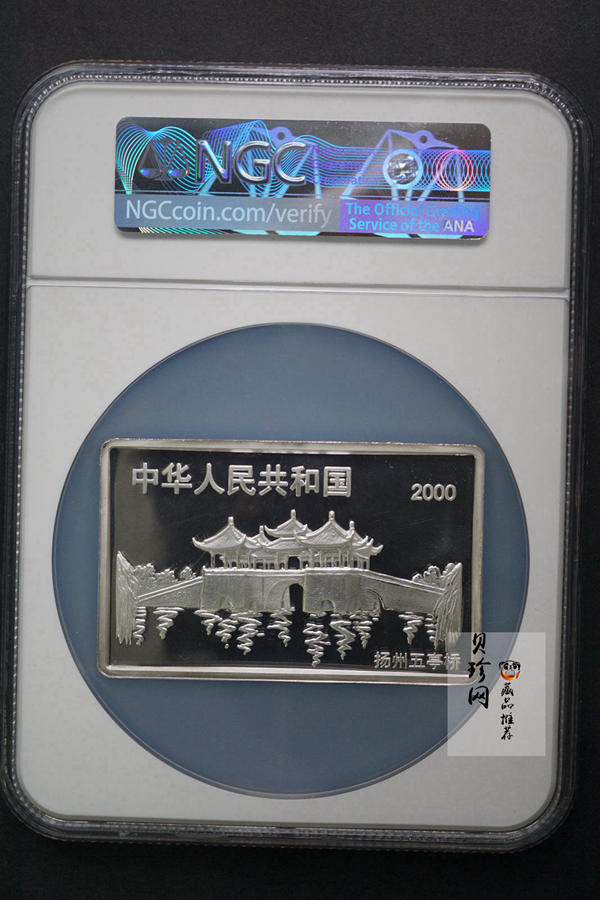 NGC
NGCcoin.com/verify
The Official Grading
Service of the ANA
中华人民共和国
2000
扬州五亭桥
贝珍网
藏品推荐